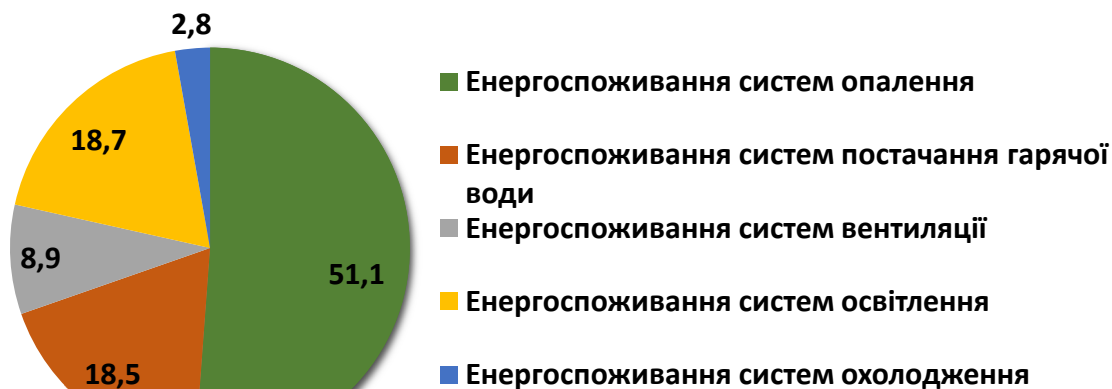 2,8
18,7
8,9
51,1
18,5
Енергоспоживання систем опалення
Енергоспоживання систем постачання гарячої
води
Енергоспоживання систем вентиляції
Енергоспоживання систем освітлення
Енергоспоживання систем охолодження